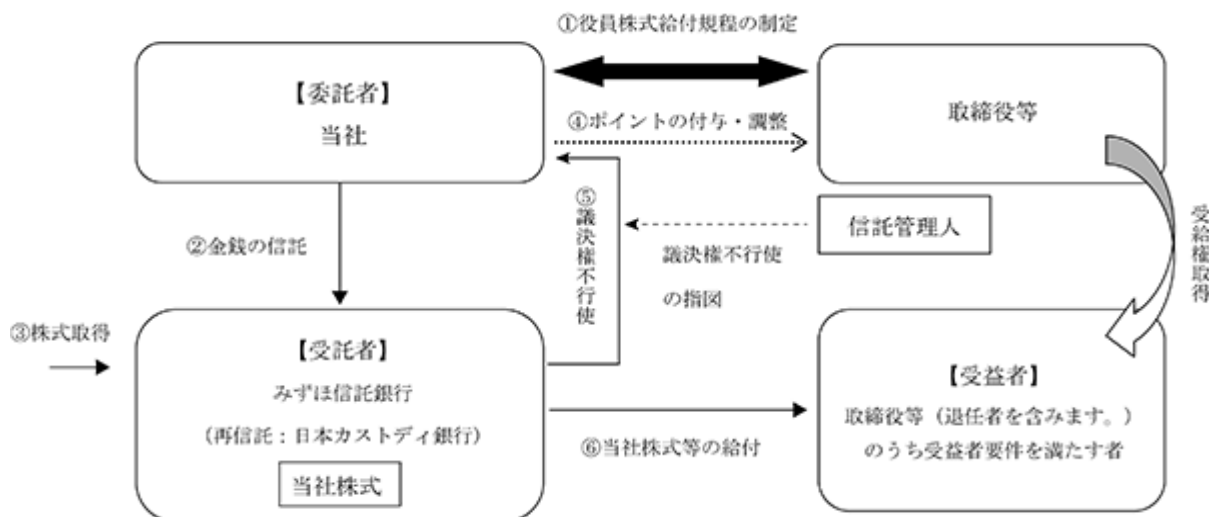 ①役員株式給付規程の制定
【委託者】
当社
取締役等
④ポイントの付与・調整
⑤議決権不行使
信託管理人
受給権取得
②金銭の信託
議決権不行使
の指図
③株式取得
【受託者】
みずほ信託銀行
(再信託：日本カストディ銀行)
当社株式
【受益者】
取締役等（退任者を含みます。）
のうち受益者要件を満たす者
⑥当社株式等の給付